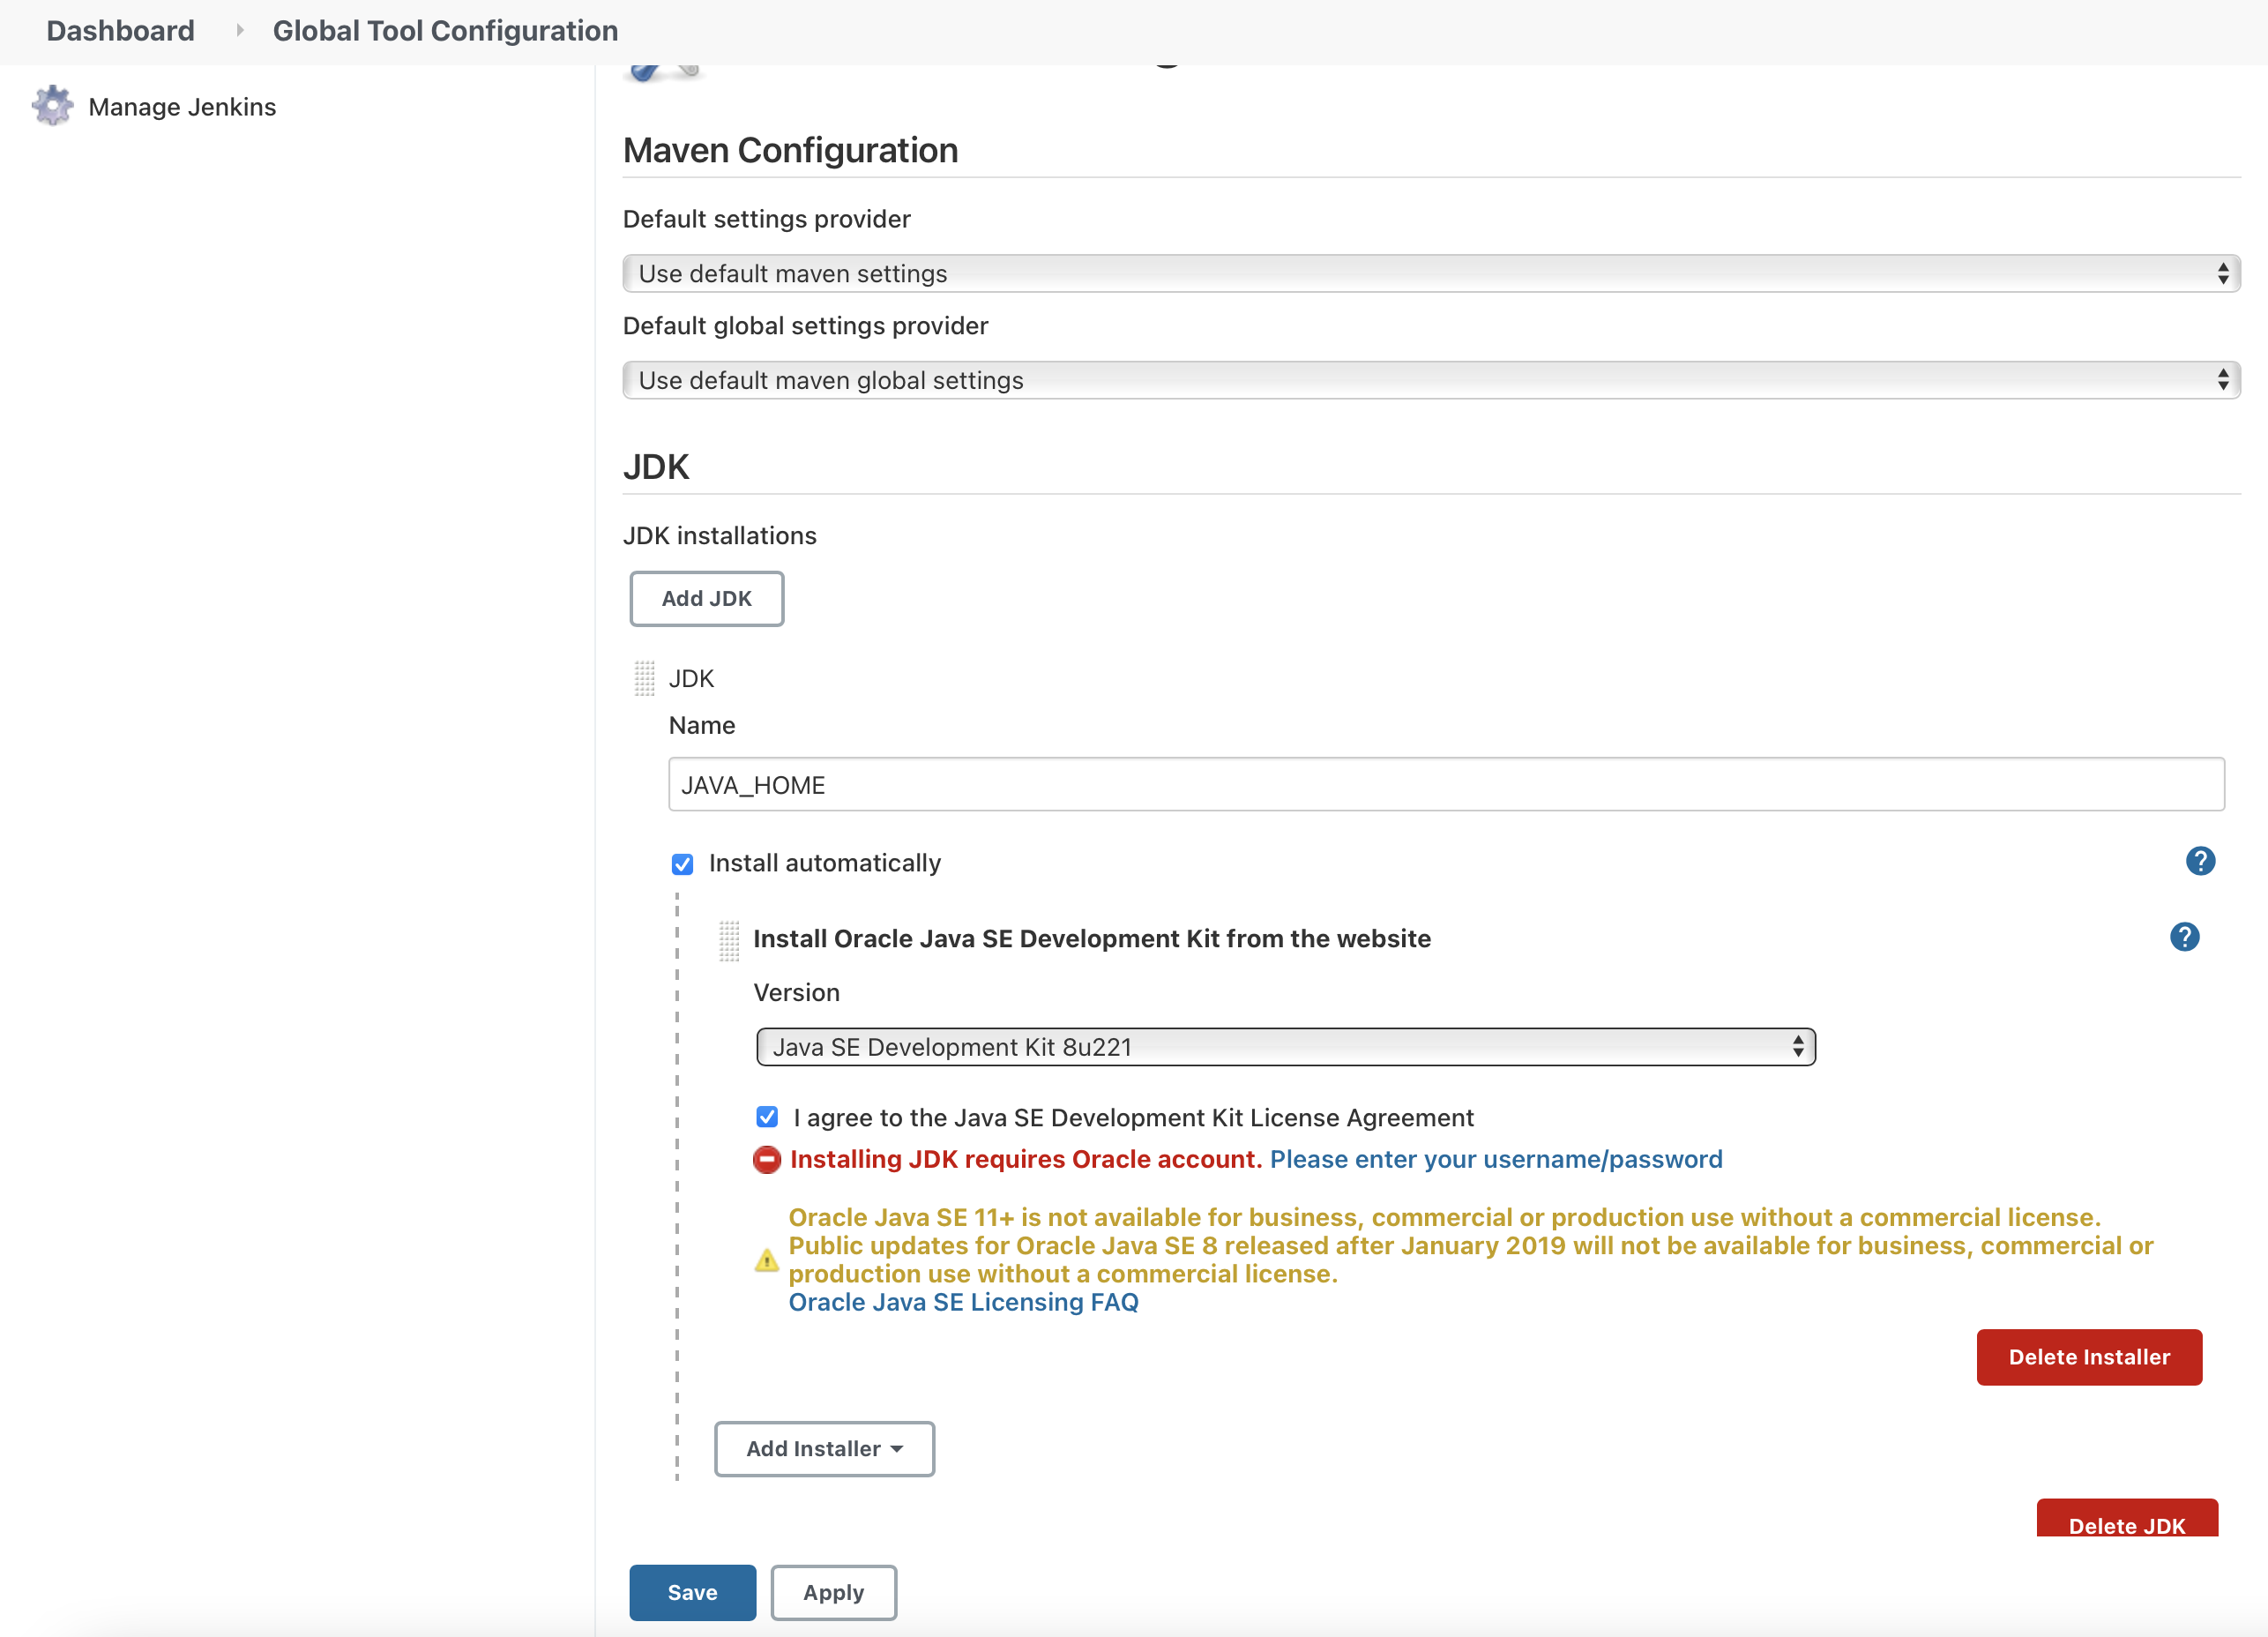 Dashboard
Global Tool Configuration
Manage Jenkins
Maven Configuration
Default settings provider
Use default maven settings
Default global settings provider
Use default maven global settings
JDK
JDK installations
Add JDK
JDK
Name
JAVA_HOME
Install automatically
?
Install Oracle Java SE Development Kit from the website
?
Version
Java SE Development Kit 8u221
I agree to the Java SE Development Kit License Agreement
Installing JDK requires Oracle account. Please enter your username/password
Oracle Java SE 11+ is not available for business, commercial or production use without a commercial license.
Public updates for Oracle Java SE 8 released after January 2019 will not be available for business, commercial or
production use without a commercial license.
Oracle Java SE Licensing FAQ
Delete Installer
Add Installer
Delete JDK
Save
Apply